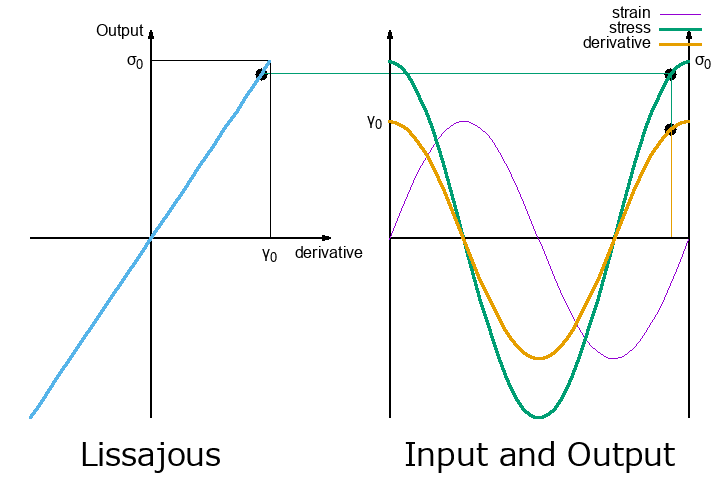 strain
stress
derivative
Output
σ0
σ0
γ0
γ0
derivative
Lissajous
Input and Output